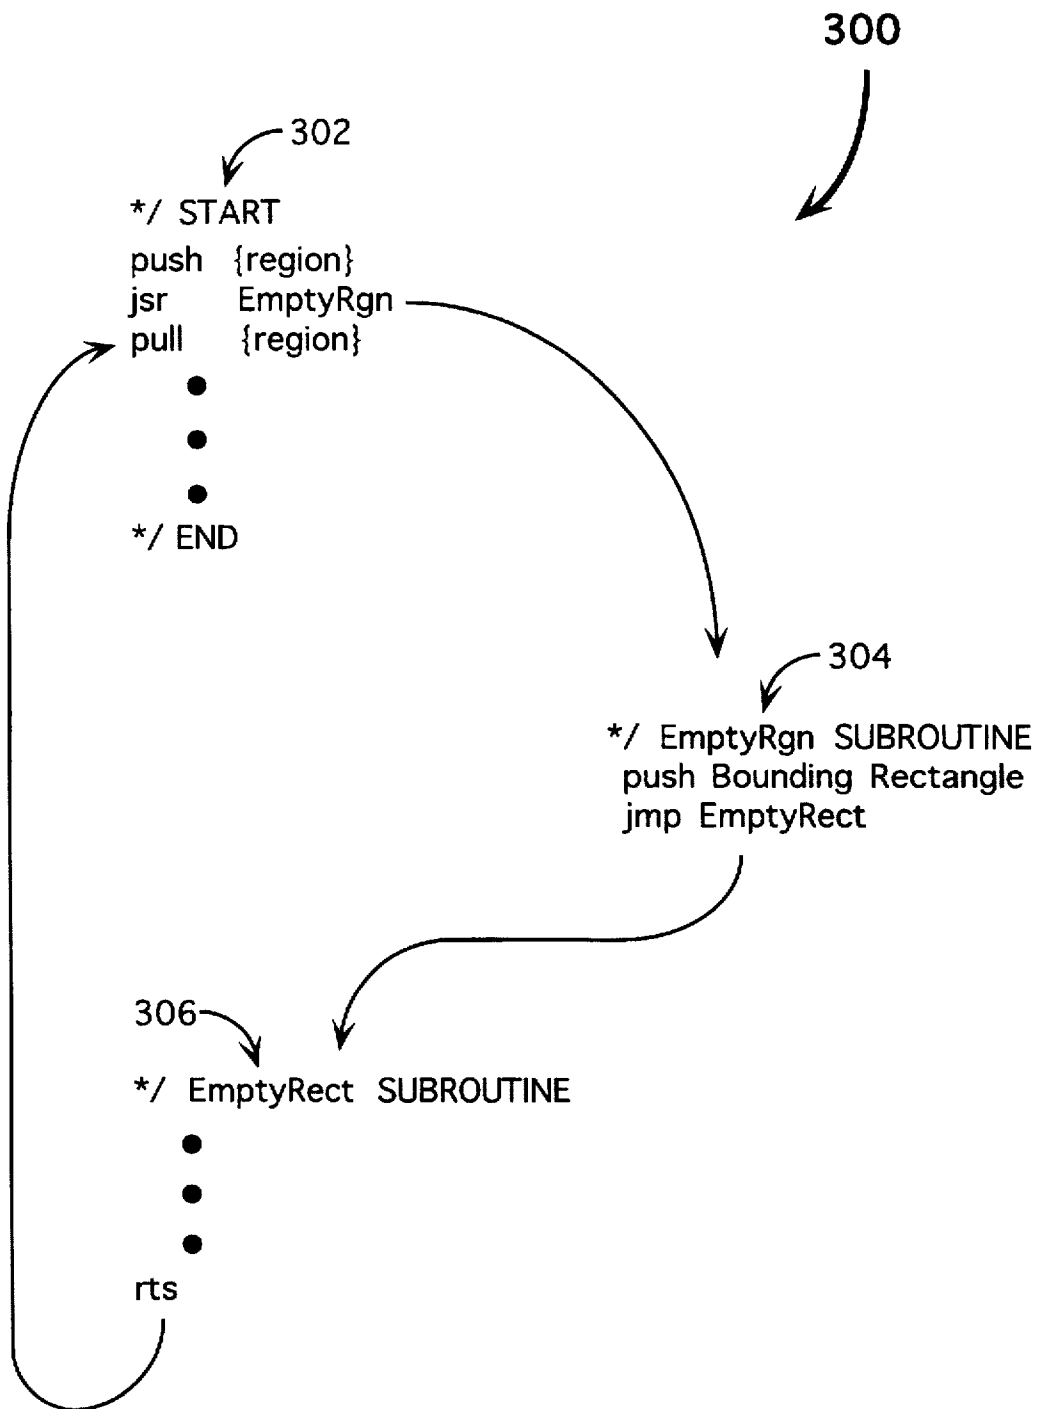 300
302
*/ START
push {region}
jsr EmptyRgn
pull {region}
*/ END
304
*/ EmptyRgn SUBROUTINE
push Bounding Rectangle
jmp EmptyRect
306
*/ EmptyRect SUBROUTINE
rts